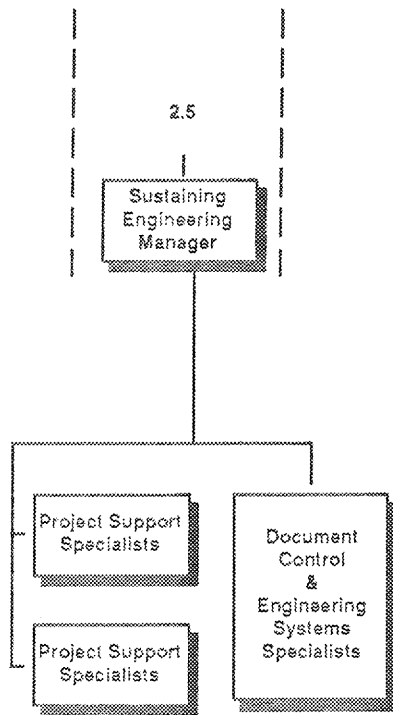 2.5
Sustaining
Engineering
Manager
Project Support
Specialists
Project Support
Specialists
Document
Control
&
Engineering
Systems
Specialists